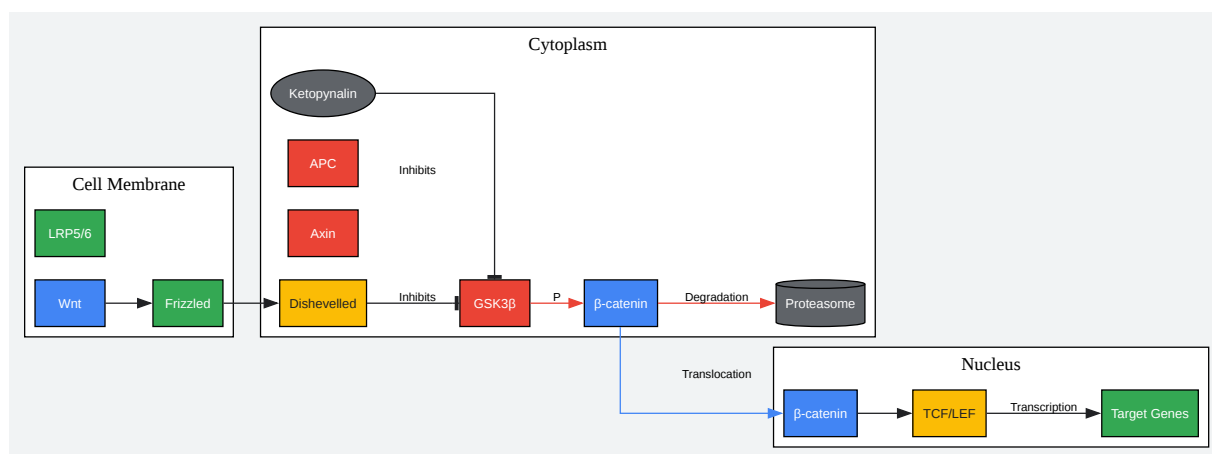 Cytoplasm
Ketopynalin
APC
Inhibits
Cell Membrane
LRP5/6
Axin
Wnt
Frizzled
Dishevelled
Inhibits
GSK3β
P
β-catenin
Degradation
Proteasome
Translocation
Nucleus
β-catenin
TCF/LEF
Transcription
Target Genes